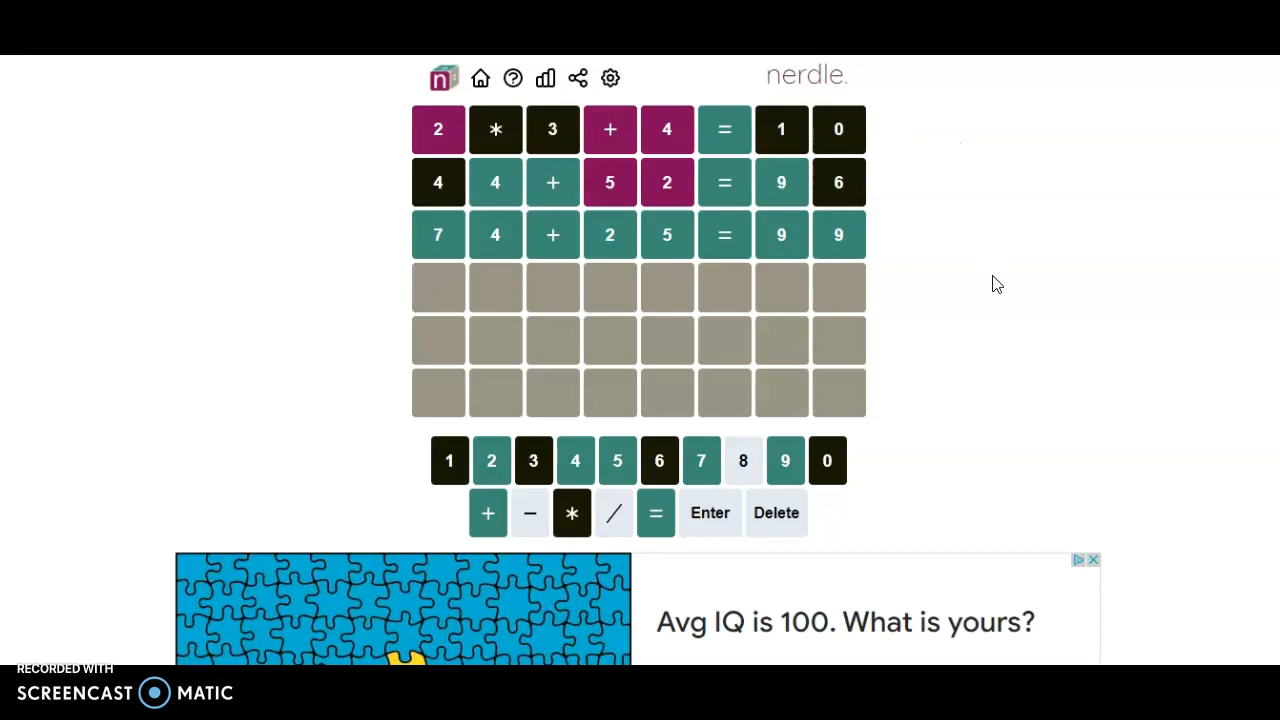 n nerdle.
2 * 3 + 4 = 1 0
4 4 + 5 2 = 9 6
7 4 + 2 5 = 9 9
1 2 3 4 5 6 7 8 9 0
+ - * / = Enter Delete
Avg IQ is 100. What is yours?
RECORDED WITH
SCREENCAST MATIC